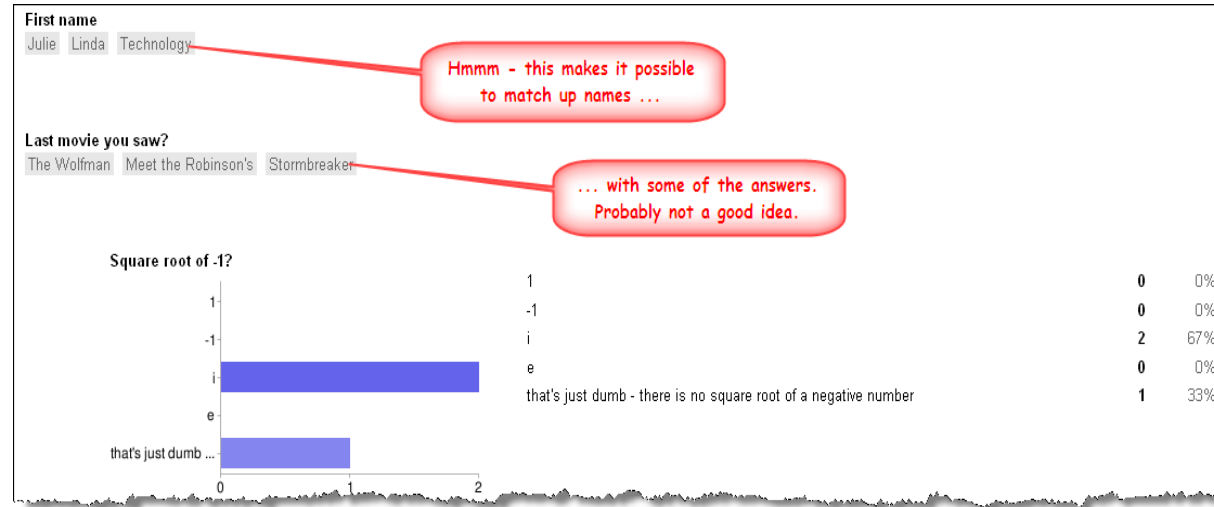 First name
Julie Linda Technology
Hmmm - this makes it possible
to match up names ...
Last movie you saw?
The Wolfman Meet the Robinson's Stormbreaker
... with some of the answers.
Probably not a good idea.
Square root of -1?
1
-1
i
e
that's just dumb ...
0 1 2
1 0 0%
-1 0 0%
i 2 67%
e 0 0%
that's just dumb - there is no square root of a negative number 1 33%